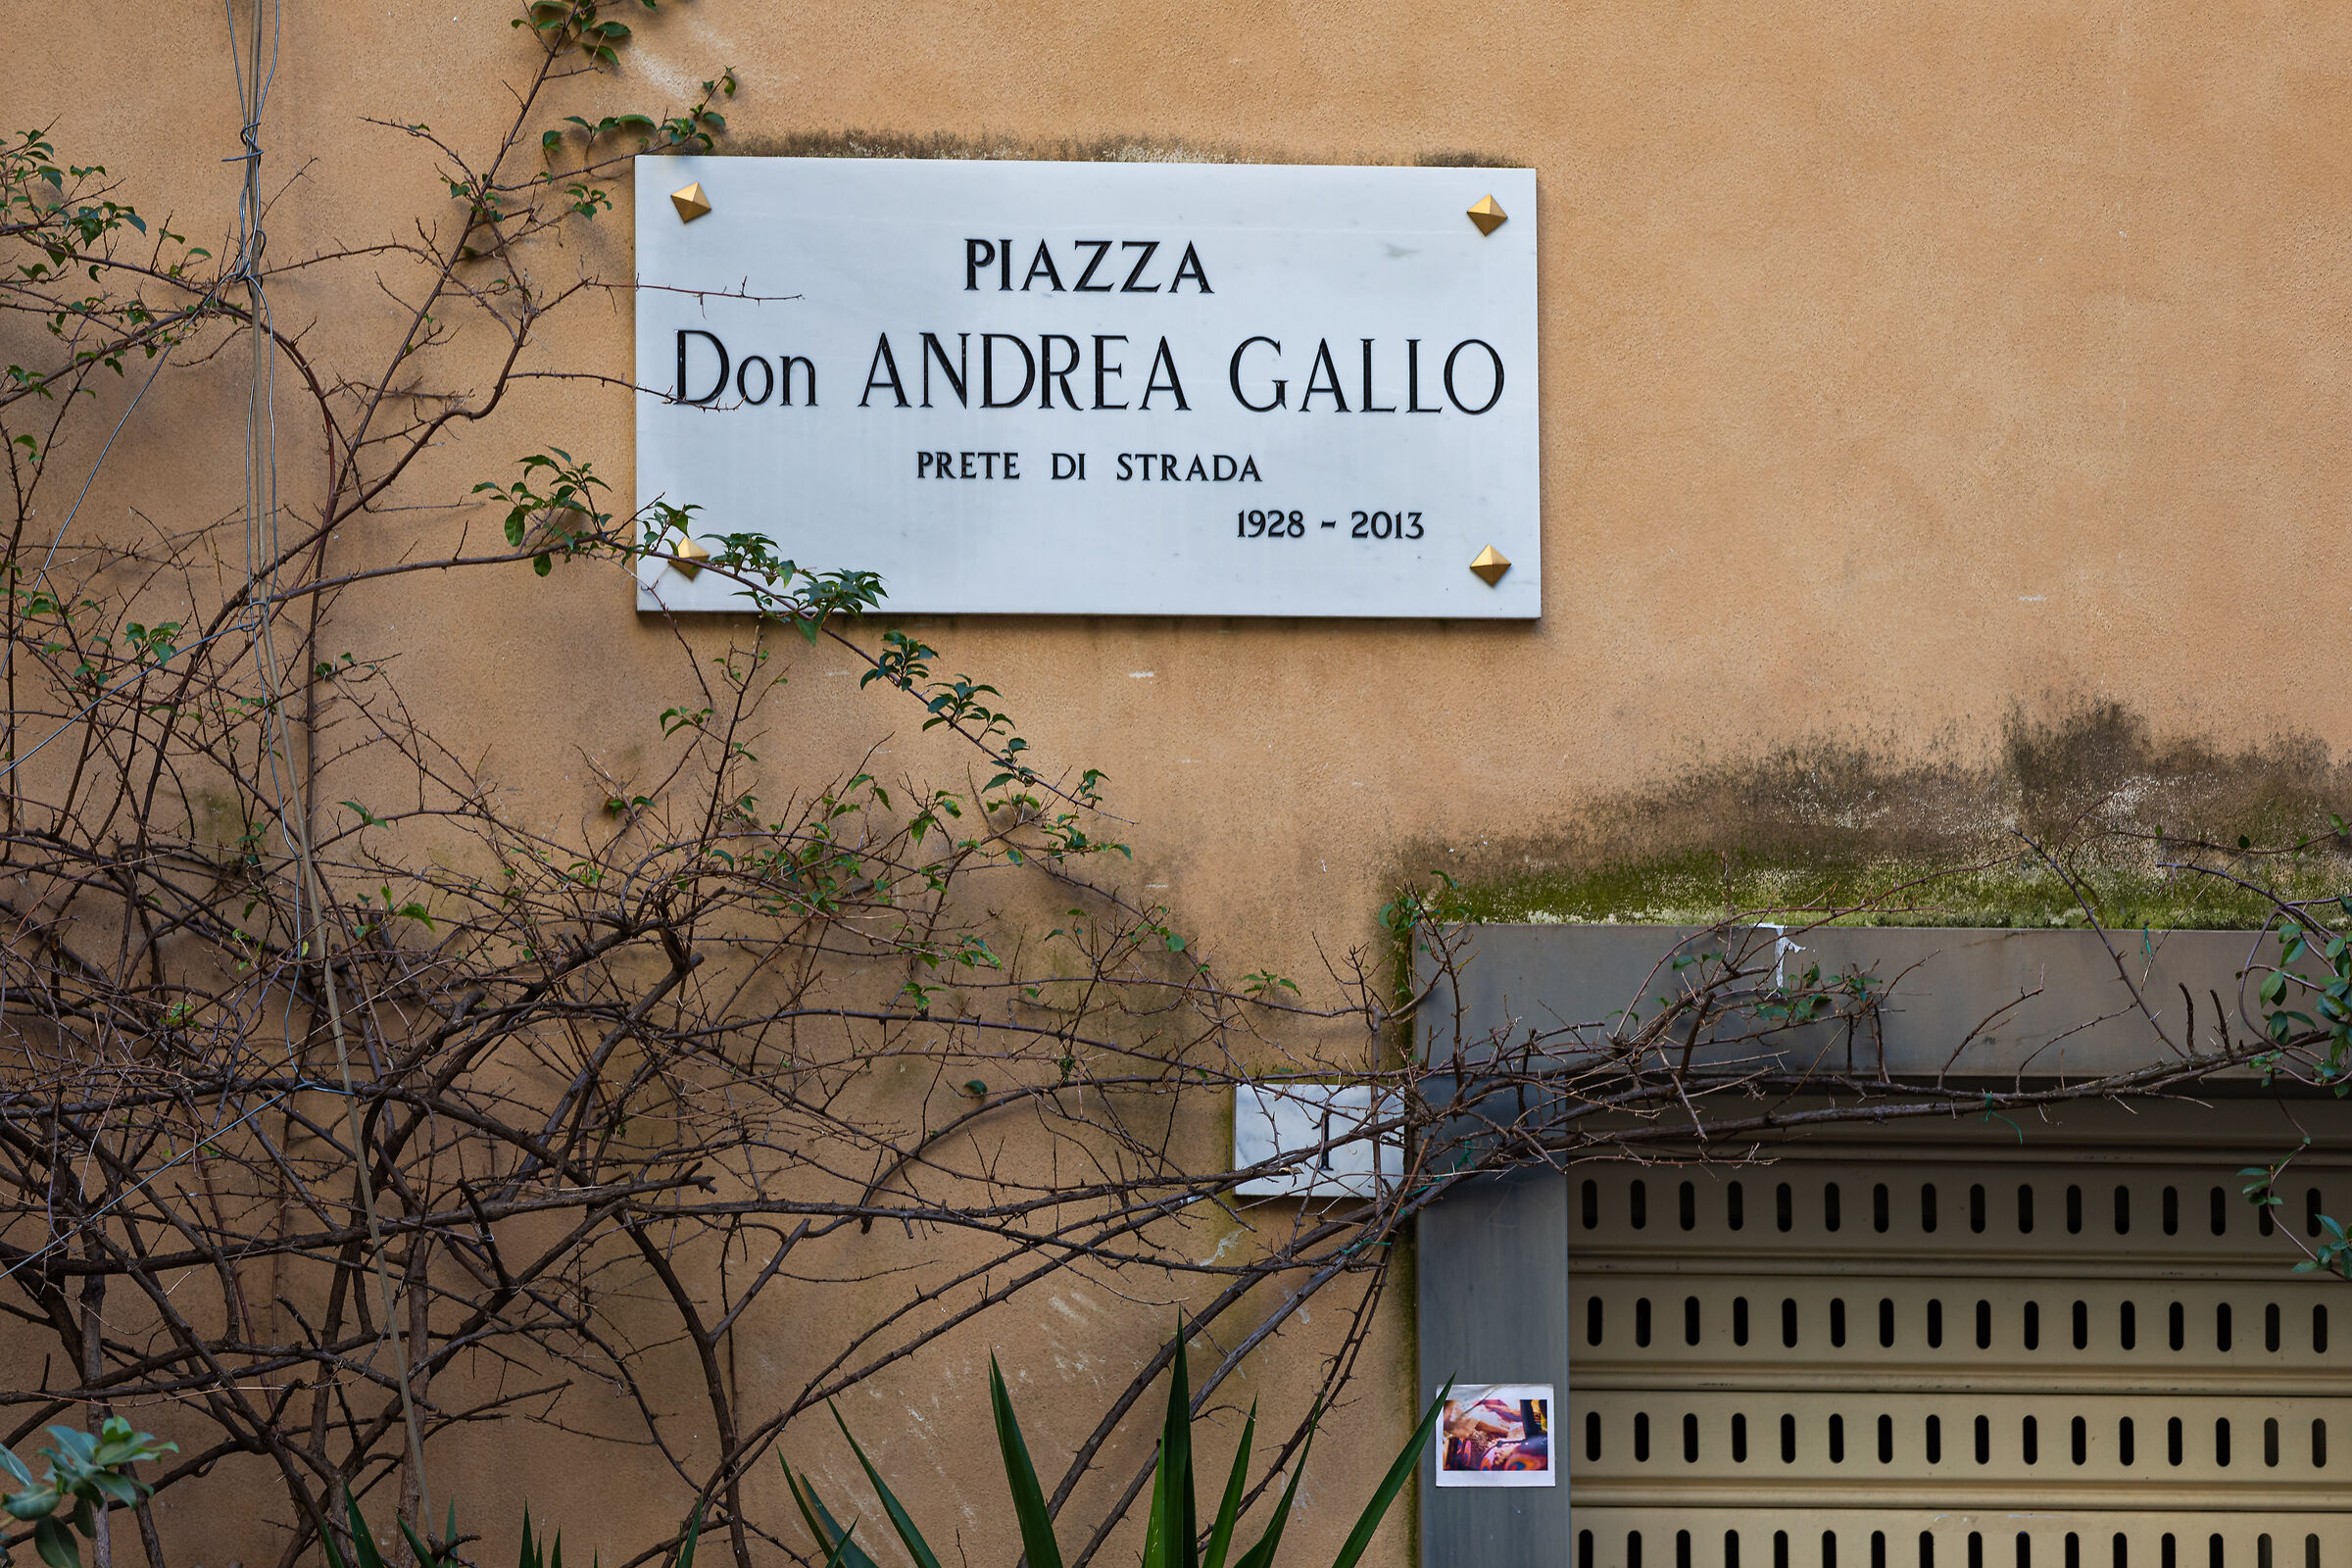 PIAZZA
Don ANDREA GALLO
PRETE DI STRADA
1928 - 2013